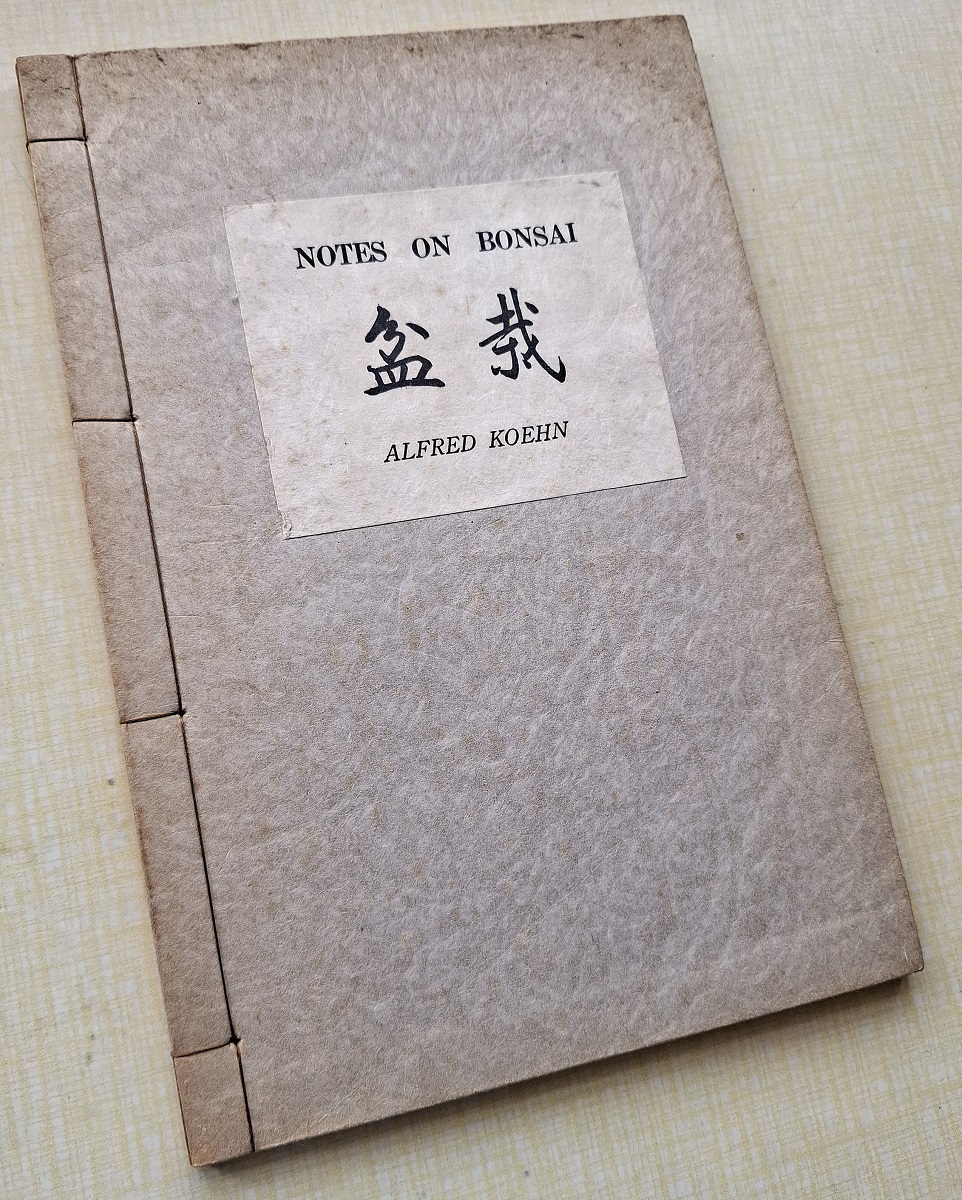 NOTES ON BONSAI
盆栽
ALFRED KOEHN